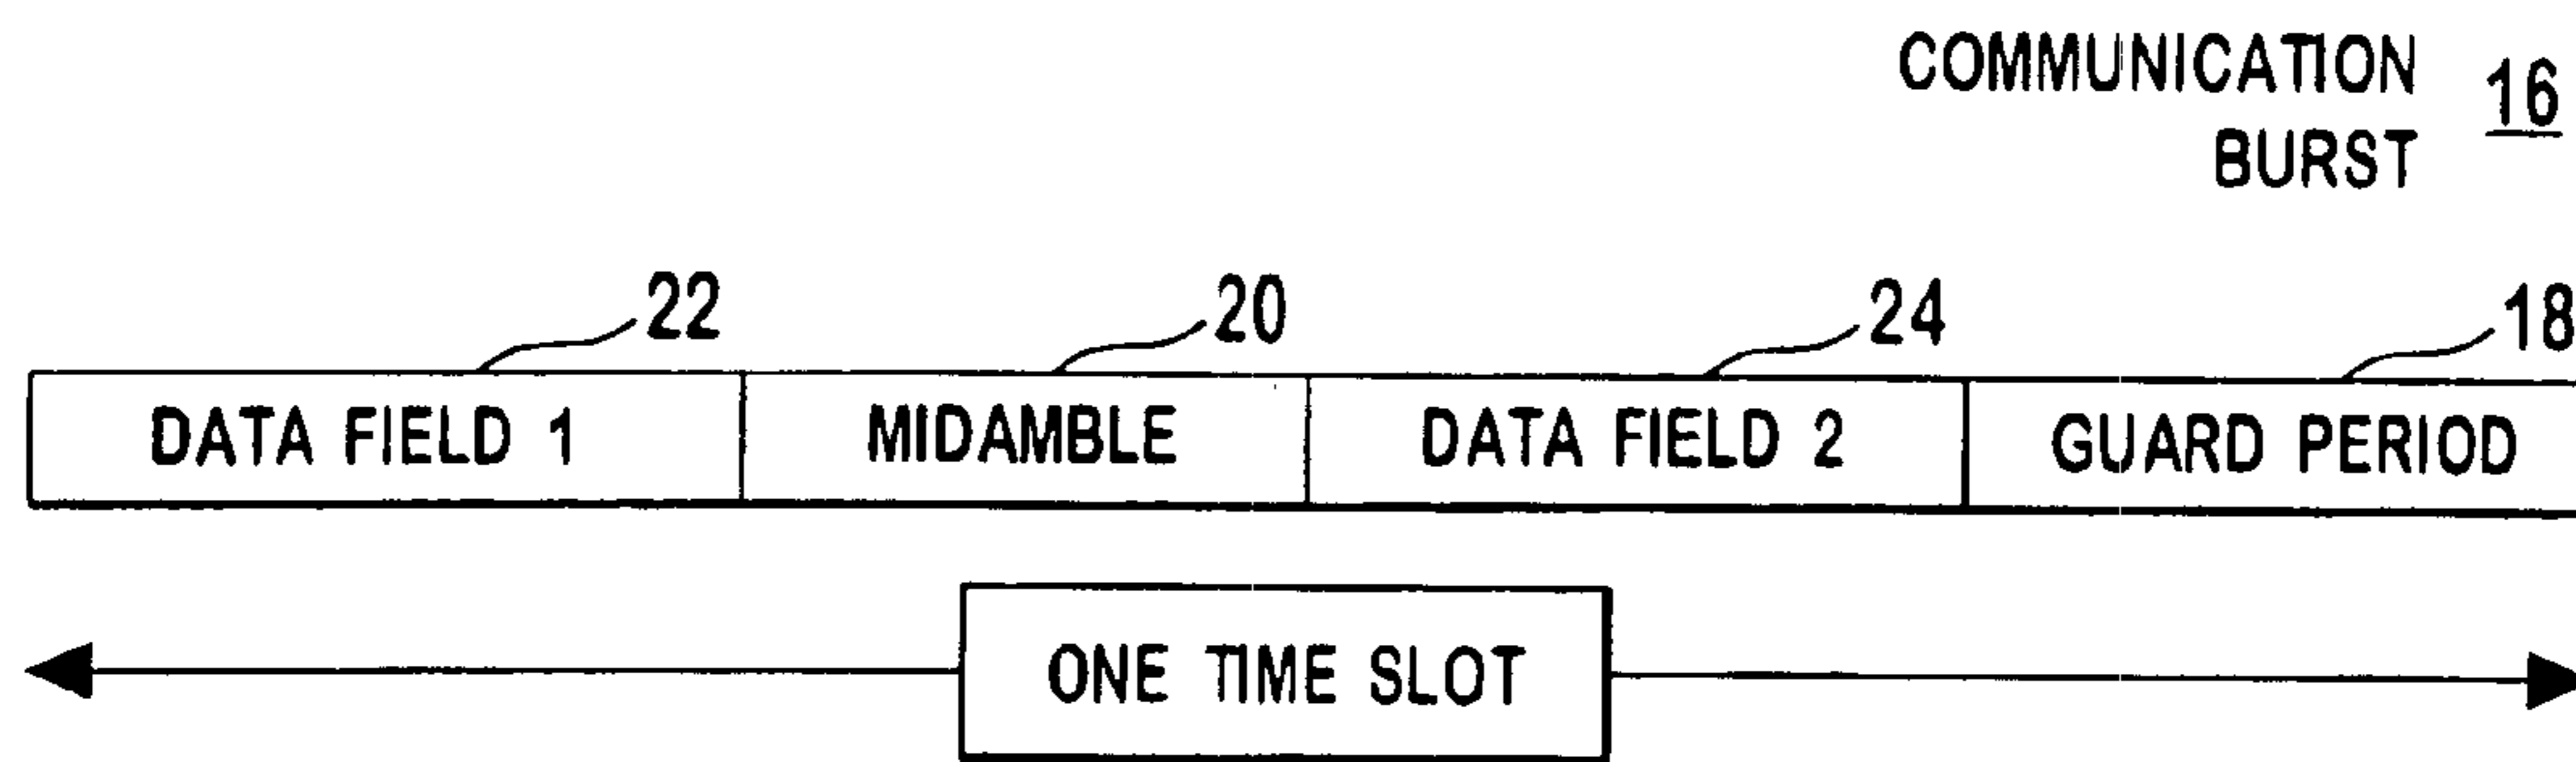 COMMUNICATION
BURST 16
22 20 24 18
DATA FIELD 1 MIDAMBLE DATA FIELD 2 GUARD PERIOD
ONE TIME SLOT